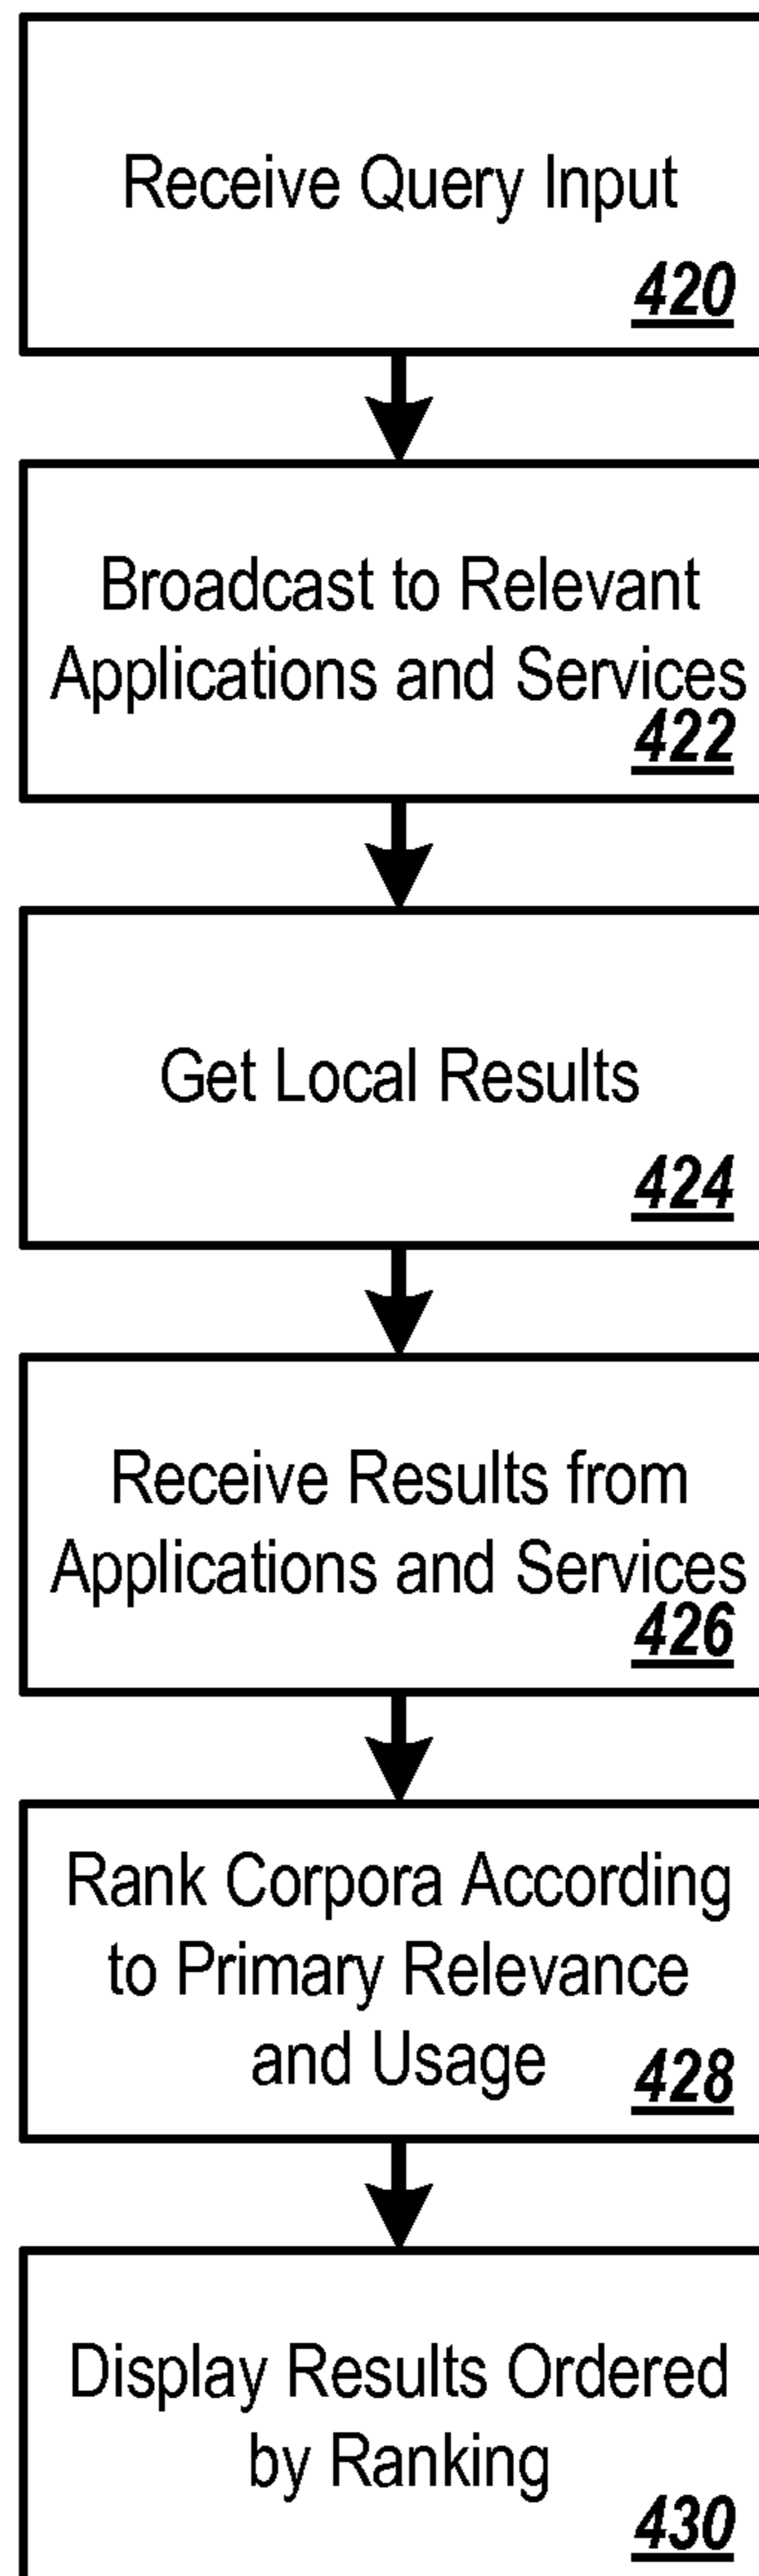 Receive Query Input
420
Broadcast to Relevant
Applications and Services
422
Get Local Results
424
Receive Results from
Applications and Services
426
Rank Corpora According
to Primary Relevance
and Usage
428
Display Results Ordered
by Ranking
430